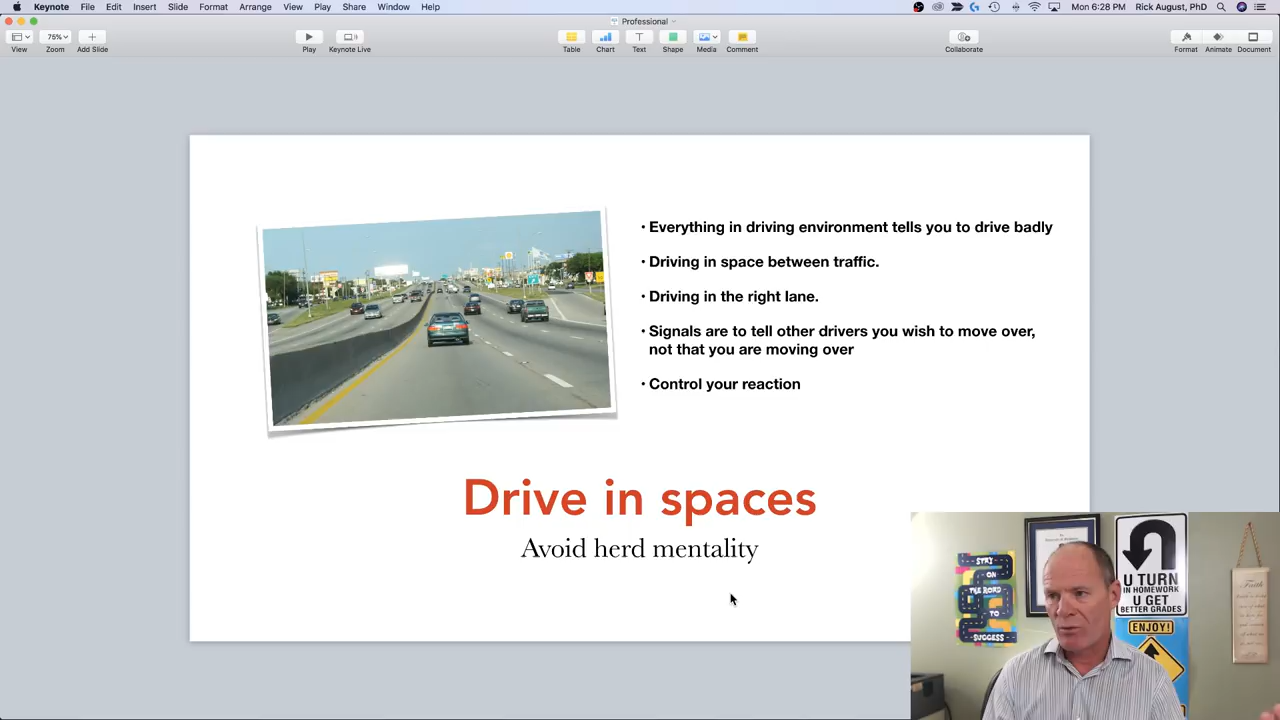 Keynote File Edit Insert Slide Format Arrange View Play Share Window Help Mon 6:28 PM Rick August, PhD
Professional
75%
View Zoom Add Slide Play Keynote Live Table Chart Text Shape Media Comment Collaborate Format Animate Document
• Everything in driving environment tells you to drive badly
• Driving in space between traffic.
• Driving in the right lane.
• Signals are to tell other drivers you wish to move over,
not that you are moving over
• Control your reaction
Drive in spaces
Avoid herd mentality
STAY
ON
THE ROAD
TO
SUCCESS
U TURN
IN HOMEWORK
U GET
BETTER GRADES
ENJOY!
Faith